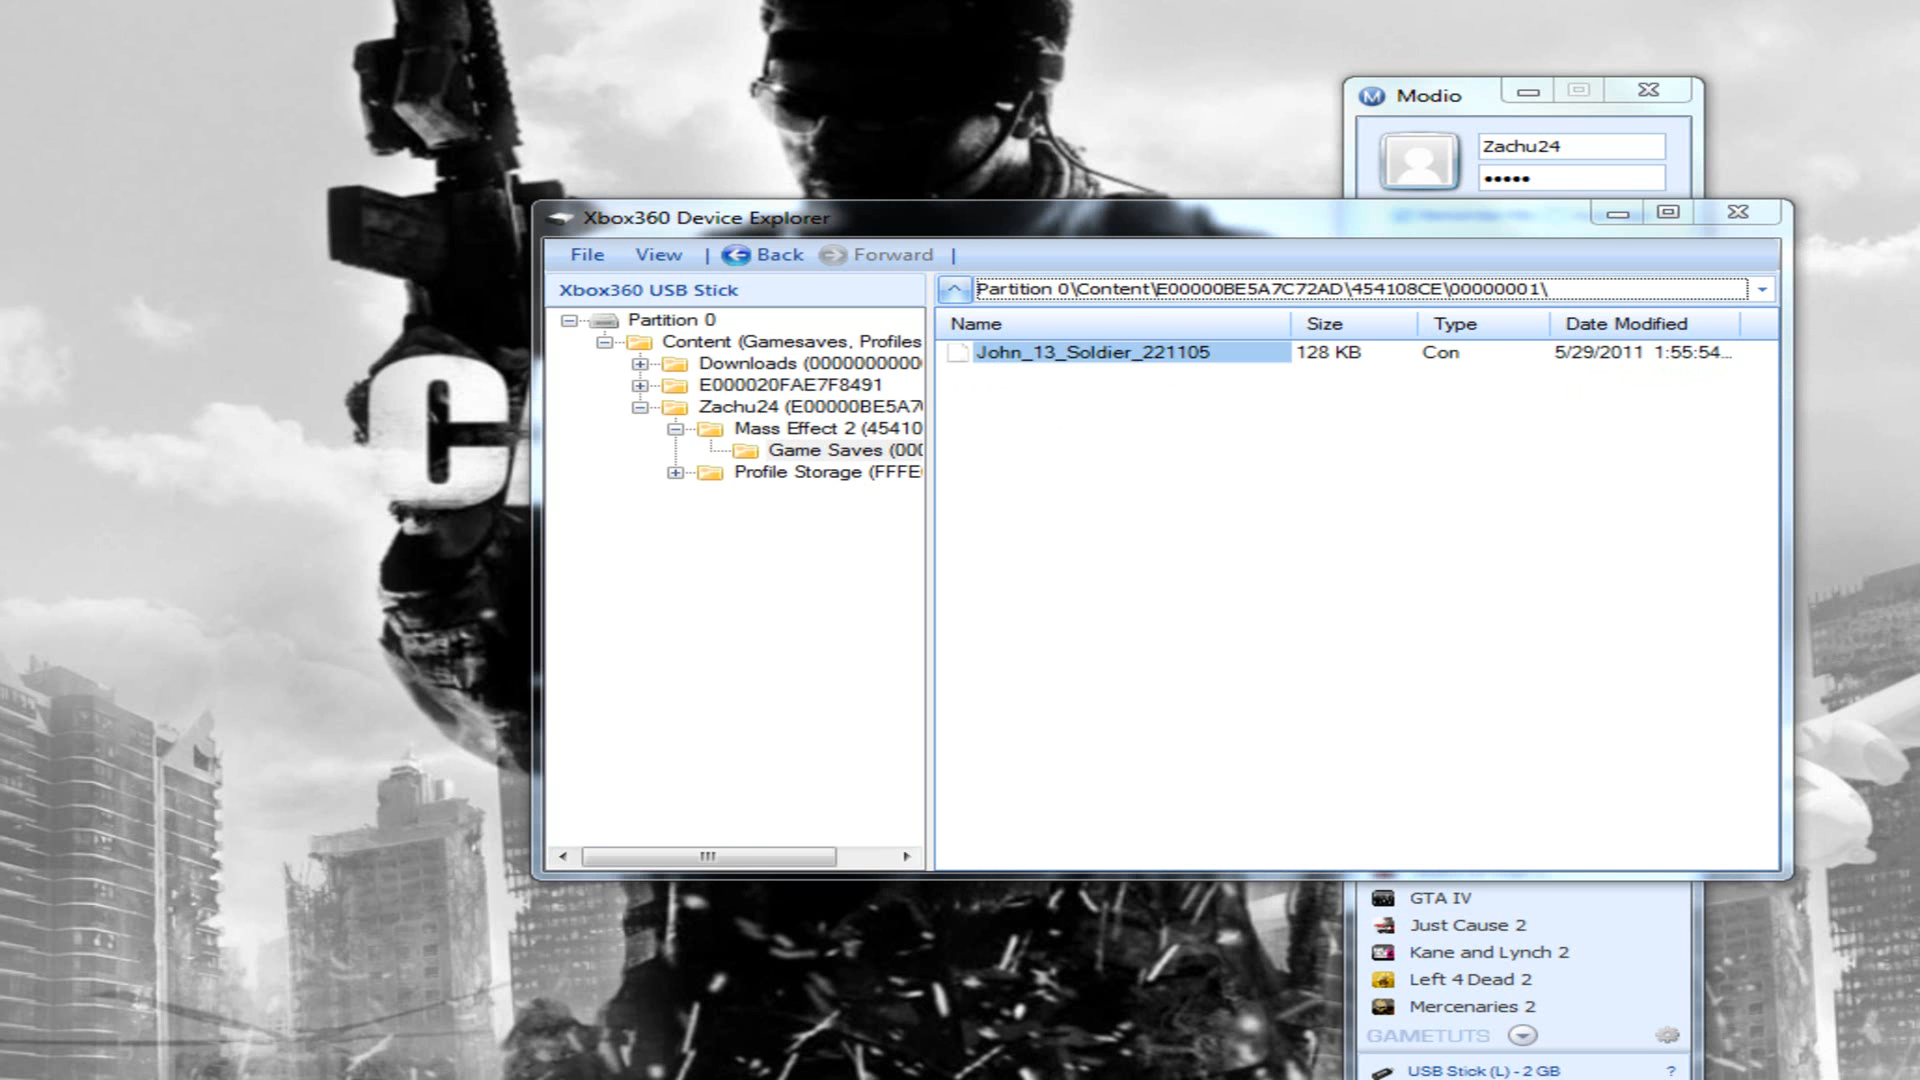 Modio
Zachu24
•••••
Xbox360 Device Explorer
File View | Back Forward |
Xbox360 USB Stick
Partition 0\Content\E00000BE5A7C72AD\454108CE\00000001\
Name Size Type Date Modified
John_13_Soldier_221105 128 KB Con 5/29/2011 1:55:54...
Partition 0
Content (Gamesaves, Profiles
Downloads (0000000000
E000020FAE7F8491
Zachu24 (E00000BE5A7
Mass Effect 2 (45410
Game Saves (000
Profile Storage (FFFE
C
GTA IV
Just Cause 2
Kane and Lynch 2
Left 4 Dead 2
Mercenaries 2
GAMETUTS
USB Stick (L) - 2 GB ?